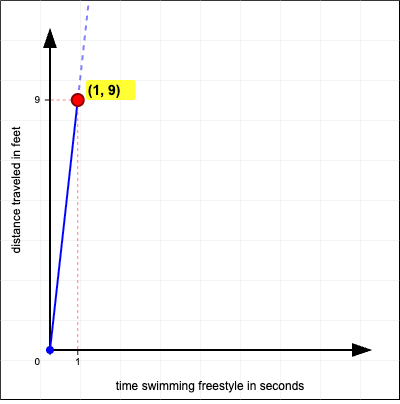 (1, 9)
9
distance traveled in feet
0
1
time swimming freestyle in seconds